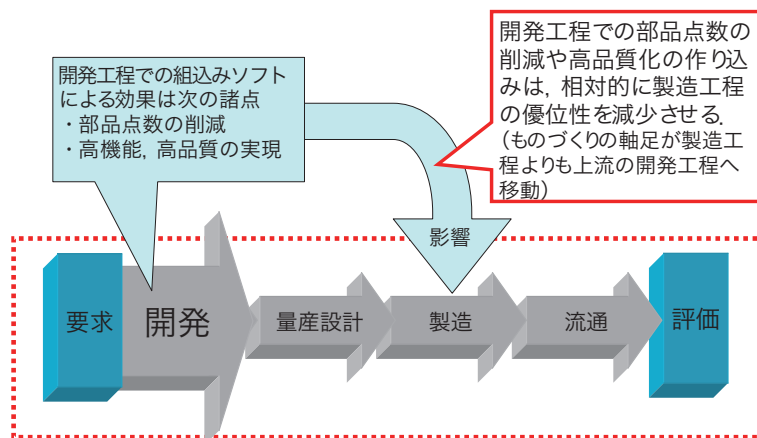 開発工程での組込みソフト
による効果は次の諸点
・部品点数の削減
・高機能, 高品質の実現
開発工程での部品点数の
削減や高品質化の作り込
みは, 相対的に製造工程
の優位性を減少させる.
(ものづくりの軸足が製造工
程よりも上流の開発工程へ
移動)
影響
要求
開発
量産設計
製造
流通
評価